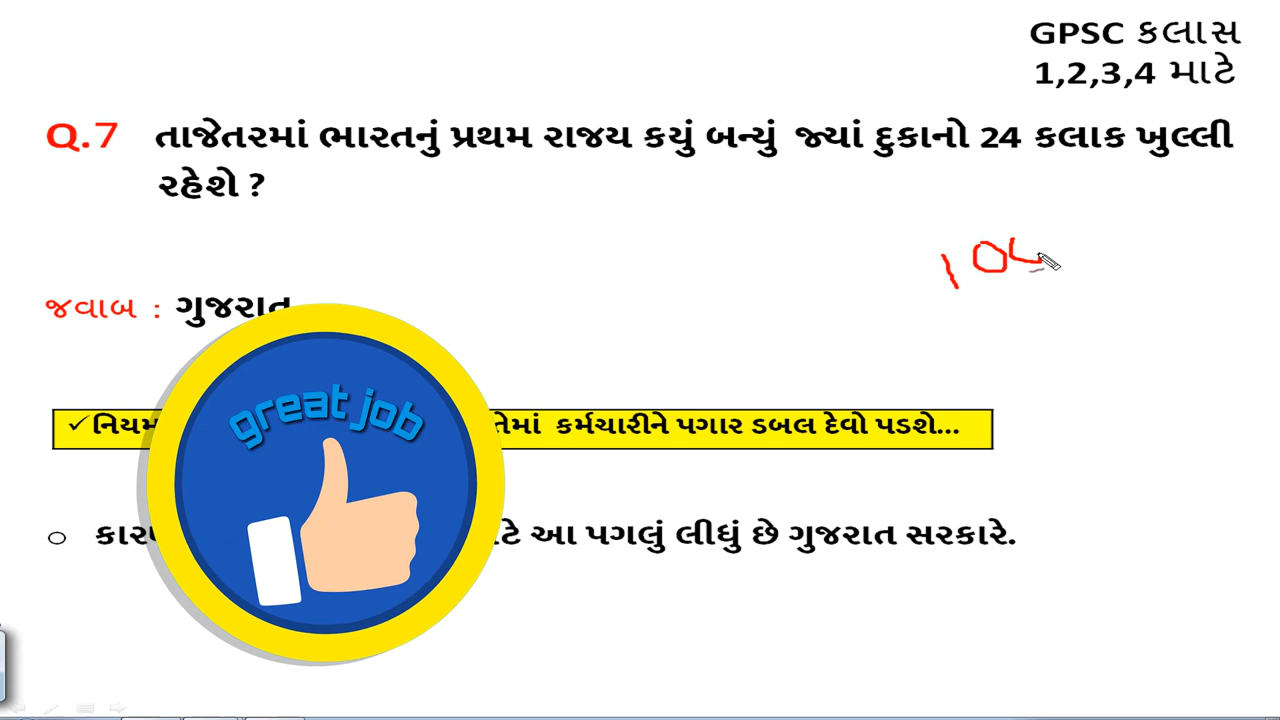 GPSC કલાસ
1,2,3,4 માટે
Q.7 તાજેતરમાં ભારતનું પ્રથમ રાજય કયું બન્યું જ્યાં દુકાનો 24 કલાક ખુલ્લી
રહેશે ?
જવાબ : ગુજરાત
great job
✓નિયમ
કર્મચારીને પગાર ડબલ દેવો પડશે...
આ પગલું લીધું છે ગુજરાત સરકારે.